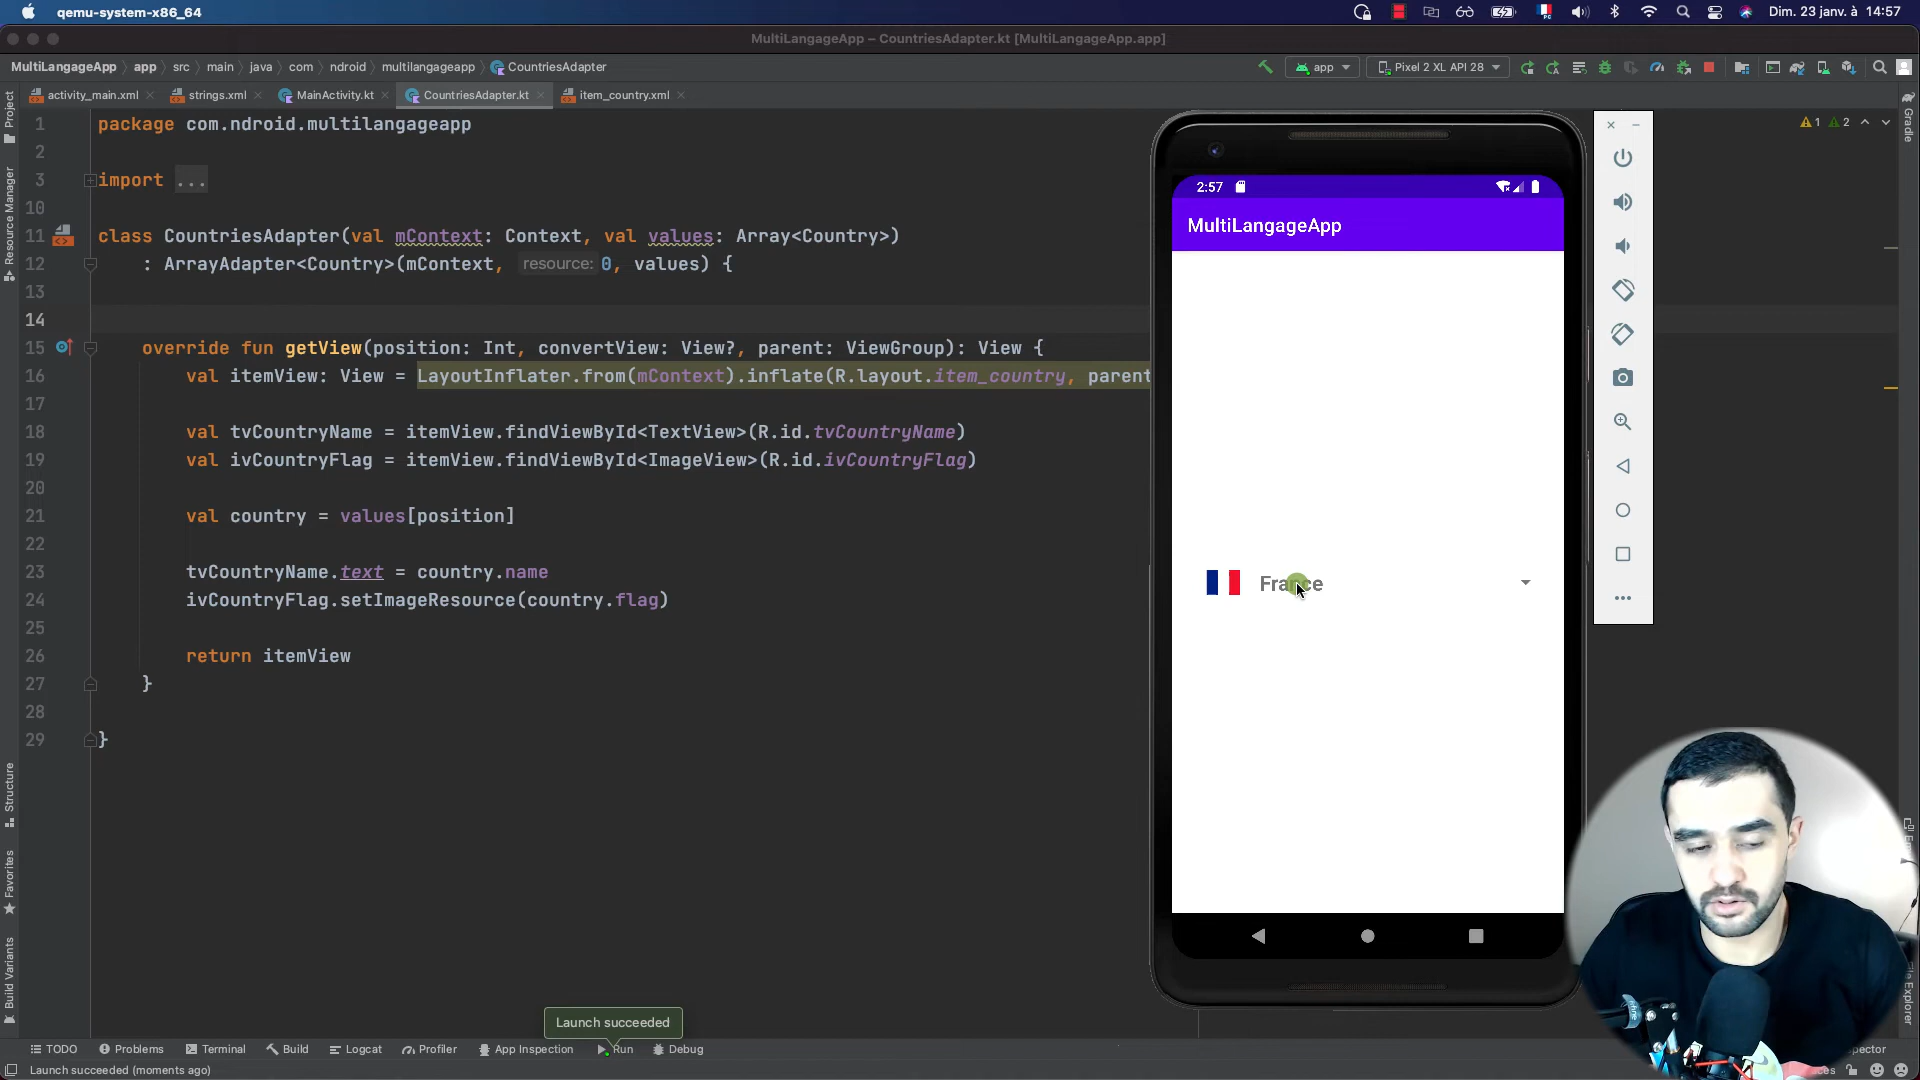 qemu-system-x86_64
Dim. 23 janv. à 14:57
MultiLangageApp – CountriesAdapter.kt [MultiLangageApp.app]
MultiLangageApp › app › src › main › java › com › ndroid › multilangageapp › CountriesAdapter
app
Pixel 2 XL API 28
activity_main.xml
strings.xml
MainActivity.kt
CountriesAdapter.kt
item_country.xml
Project
Resource Manager
Structure
Favorites
Build Variants
Gradle
1 2
1 package com.ndroid.multilangageapp
2
3 import ...
10
11 class CountriesAdapter(val mContext: Context, val values: Array<Country>)
12 : ArrayAdapter<Country>(mContext, resource: 0, values) {
13
14
15 override fun getView(position: Int, convertView: View?, parent: ViewGroup): View {
16 val itemView: View = LayoutInflater.from(mContext).inflate(R.layout.item_country, parent
17
18 val tvCountryName = itemView.findViewById<TextView>(R.id.tvCountryName)
19 val ivCountryFlag = itemView.findViewById<ImageView>(R.id.ivCountryFlag)
20
21 val country = values[position]
22
23 tvCountryName.text = country.name
24 ivCountryFlag.setImageResource(country.flag)
25
26 return itemView
27 }
28
29 }
2:57
MultiLangageApp
France
Launch succeeded
TODO
Problems
Terminal
Build
Logcat
Profiler
App Inspection
Run
Debug
Launch succeeded (moments ago)